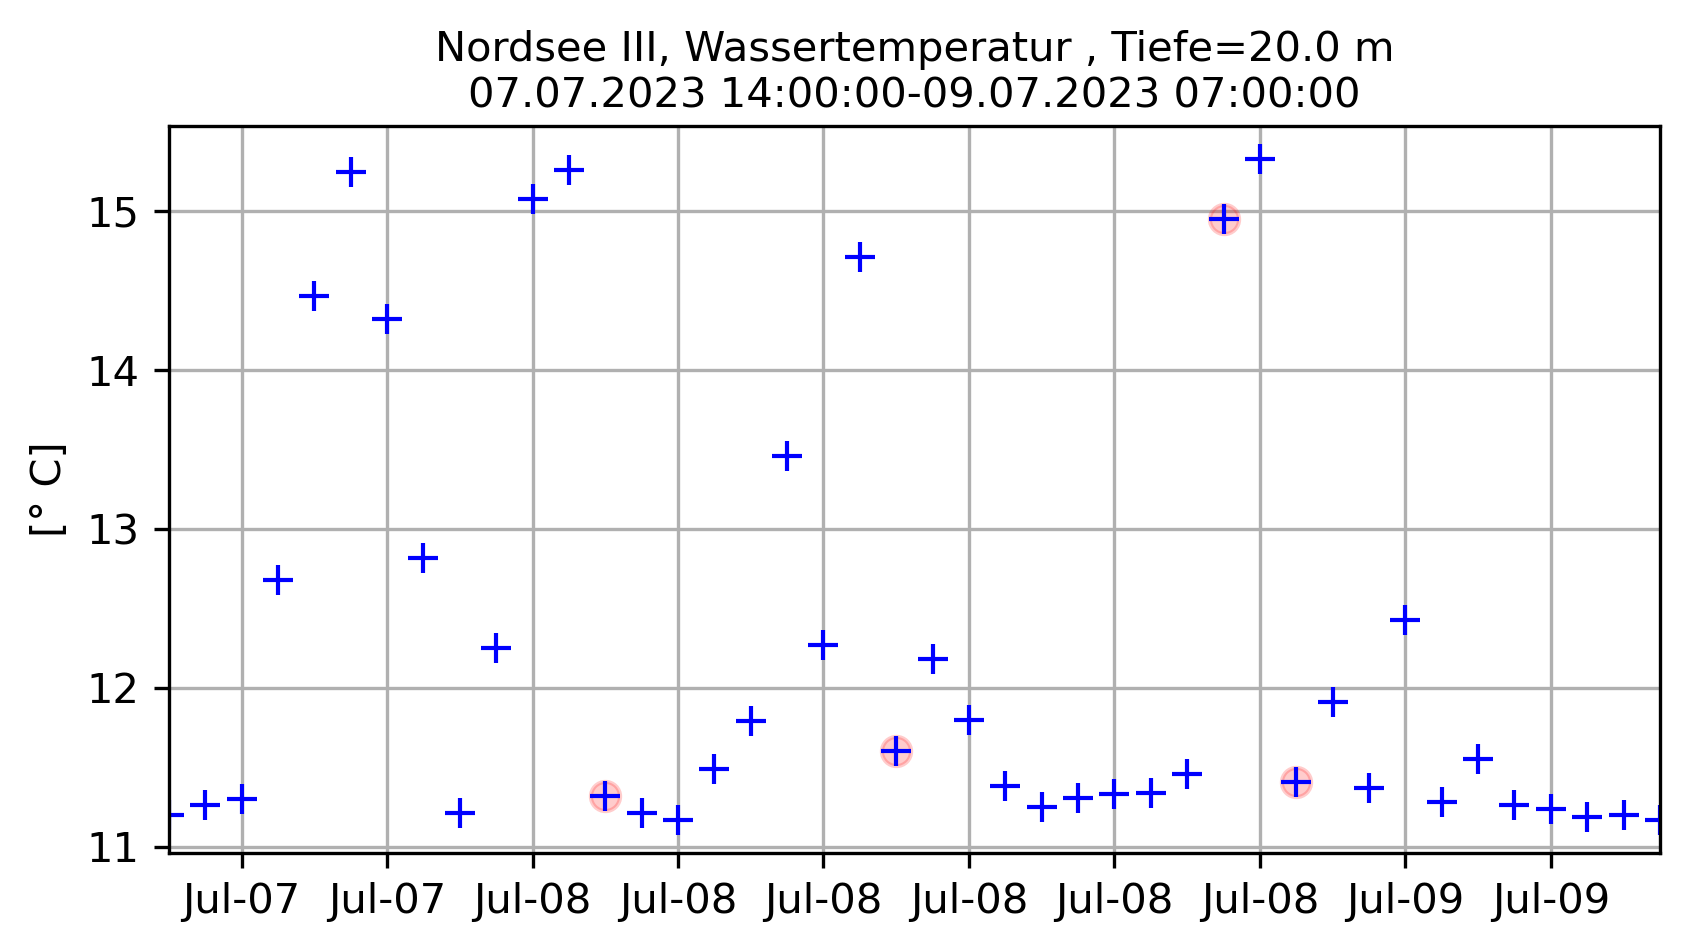 Nordsee III, Wassertemperatur , Tiefe=20.0 m
07.07.2023 14:00:00-09.07.2023 07:00:00
[° C]
15
14
13
12
11
Jul-07 Jul-07 Jul-08 Jul-08 Jul-08 Jul-08 Jul-08 Jul-08 Jul-09 Jul-09